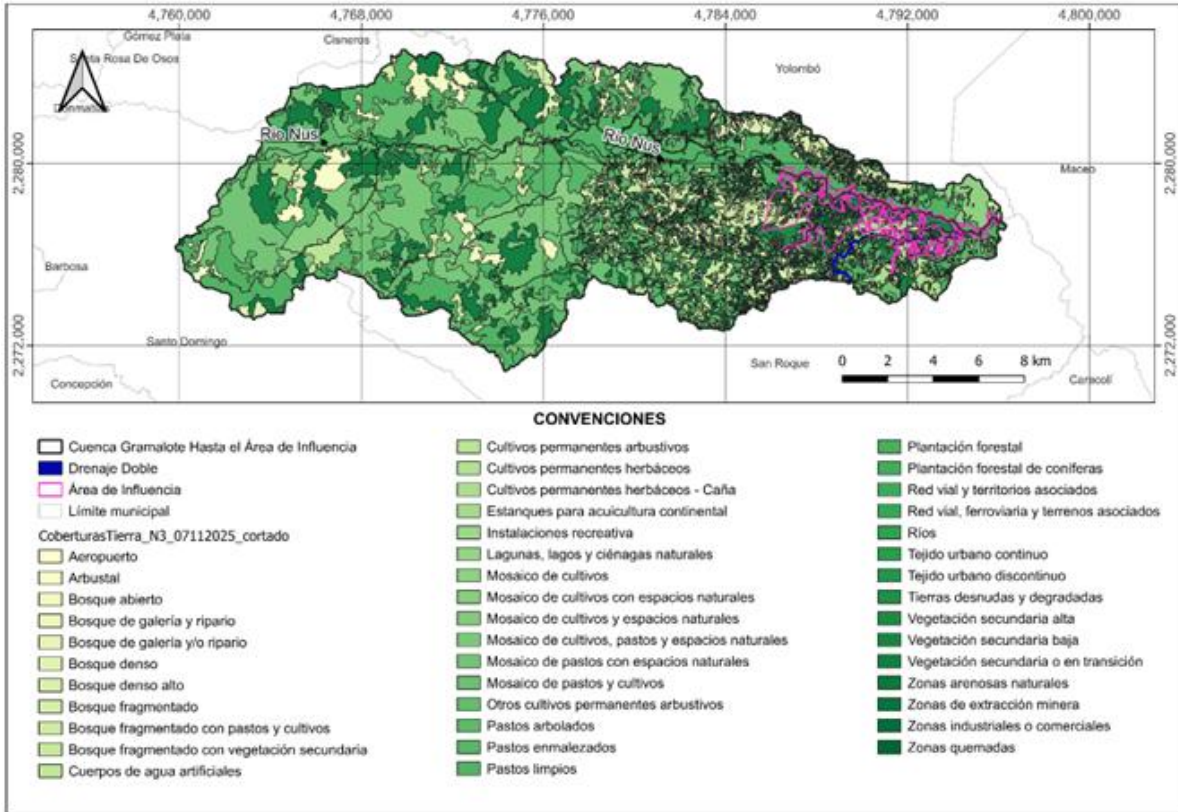 4,760,000
4,768,000
4,776,000
4,784,000
4,792,000
4,800,000
Gómez Plata
Cisneros
Santa Rosa De Osos
Yolombó
Donmatías
Río Nus
Río Nus
2,280,000
2,280,000
Maceo
Barbosa
Santo Domingo
2,272,000
2,272,000
San Roque
0 2 4 6 8 km
Concepción
Caracolí
CONVENCIONES
Cuenca Gramalote Hasta el Área de Influencia
Drenaje Doble
Área de Influencia
Límite municipal
CoberturasTierra_N3_07112025_cortado
Aeropuerto
Arbustal
Bosque abierto
Bosque de galería y ripario
Bosque de galería y/o ripario
Bosque denso
Bosque denso alto
Bosque fragmentado
Bosque fragmentado con pastos y cultivos
Bosque fragmentado con vegetación secundaria
Cuerpos de agua artificiales
Cultivos permanentes arbustivos
Cultivos permanentes herbáceos
Cultivos permanentes herbáceos - Caña
Estanques para acuicultura continental
Instalaciones recreativa
Lagunas, lagos y ciénagas naturales
Mosaico de cultivos
Mosaico de cultivos con espacios naturales
Mosaico de cultivos y espacios naturales
Mosaico de cultivos, pastos y espacios naturales
Mosaico de pastos con espacios naturales
Mosaico de pastos y cultivos
Otros cultivos permanentes arbustivos
Pastos arbolados
Pastos enmalezados
Pastos limpios
Plantación forestal
Plantación forestal de coníferas
Red vial y territorios asociados
Red vial, ferroviaria y terrenos asociados
Ríos
Tejido urbano continuo
Tejido urbano discontinuo
Tierras desnudas y degradadas
Vegetación secundaria alta
Vegetación secundaria baja
Vegetación secundaria o en transición
Zonas arenosas naturales
Zonas de extracción minera
Zonas industriales o comerciales
Zonas quemadas